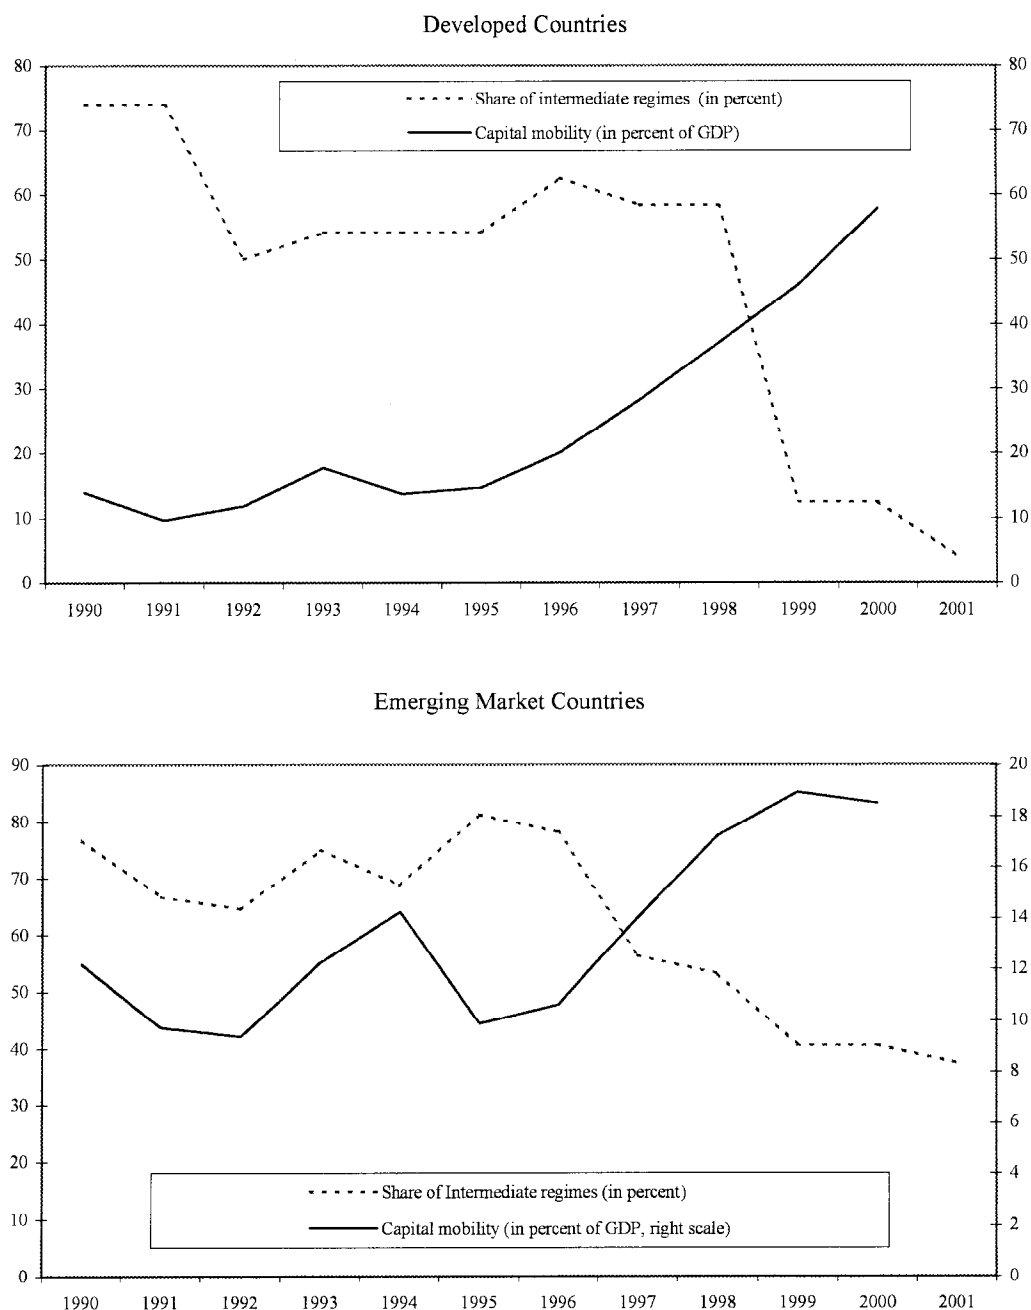 Developed Countries
80 80
Share of intermediate regimes (in percent)
Capital mobility (in percent of GDP)
70 70
60 60
50 50
40 40
30 30
20 20
10 10
0 0
1990 1991 1992 1993 1994 1995 1996 1997 1998 1999 2000 2001
Emerging Market Countries
90 20
80 18
70 16
60 14
50 12
40 10
30 8
20 6
Share of Intermediate regimes (in percent)
10 4
Capital mobility (in percent of GDP, right scale)
2
0 0
1990 1991 1992 1993 1994 1995 1996 1997 1998 1999 2000 2001